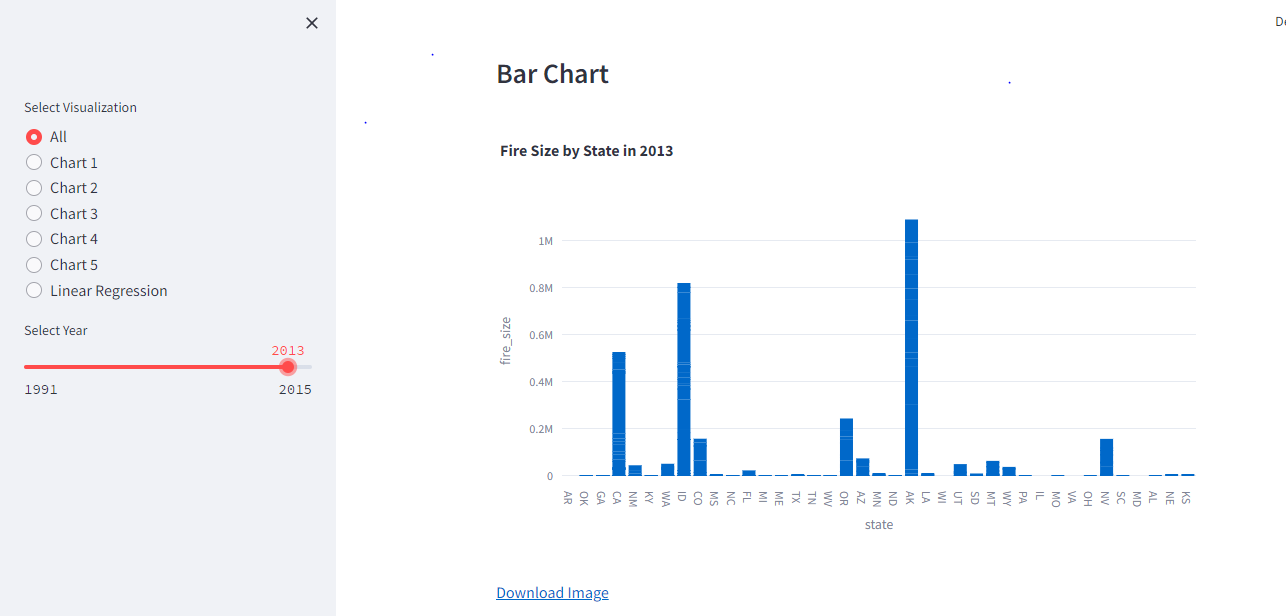 Select Visualization
All
Chart 1
Chart 2
Chart 3
Chart 4
Chart 5
Linear Regression
Select Year
2013
1991 2015
Bar Chart
Fire Size by State in 2013
1M
0.8M
0.6M
0.4M
0.2M
0
fire_size
AR OK GA CA NM KY WA ID CO MS NC FL MI ME TX TN WV OR AZ MN ND AK LA WI UT SD MT WY PA IL MO VA OH NV SC MD AL NE KS
state
Download Image